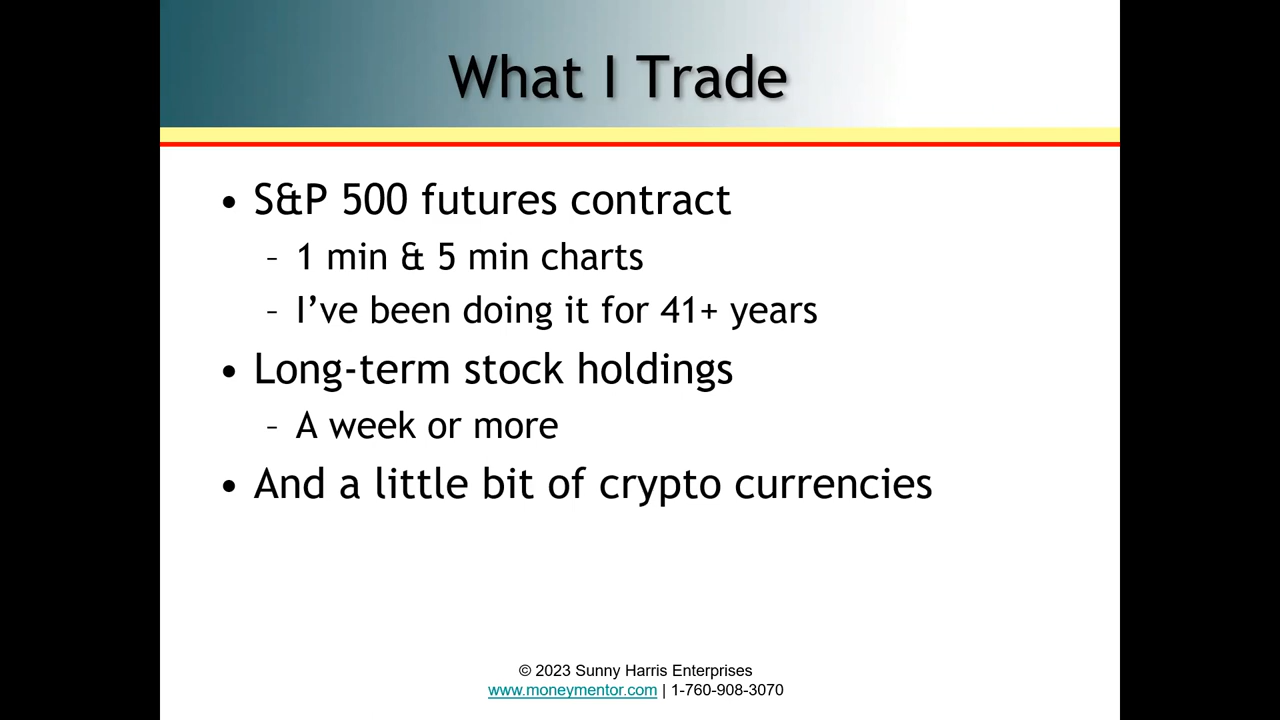 What I Trade
• S&P 500 futures contract
– 1 min & 5 min charts
– I’ve been doing it for 41+ years
• Long-term stock holdings
– A week or more
• And a little bit of crypto currencies
© 2023 Sunny Harris Enterprises
www.moneymentor.com | 1-760-908-3070